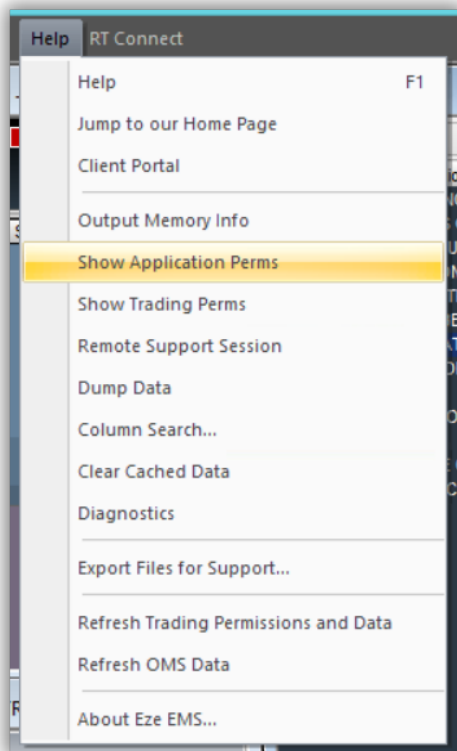 Help RT Connect
Help F1
Jump to our Home Page
Client Portal
Output Memory Info
Show Application Perms
Show Trading Perms
Remote Support Session
Dump Data
Column Search...
Clear Cached Data
Diagnostics
Export Files for Support...
Refresh Trading Permissions and Data
Refresh OMS Data
About Eze EMS...